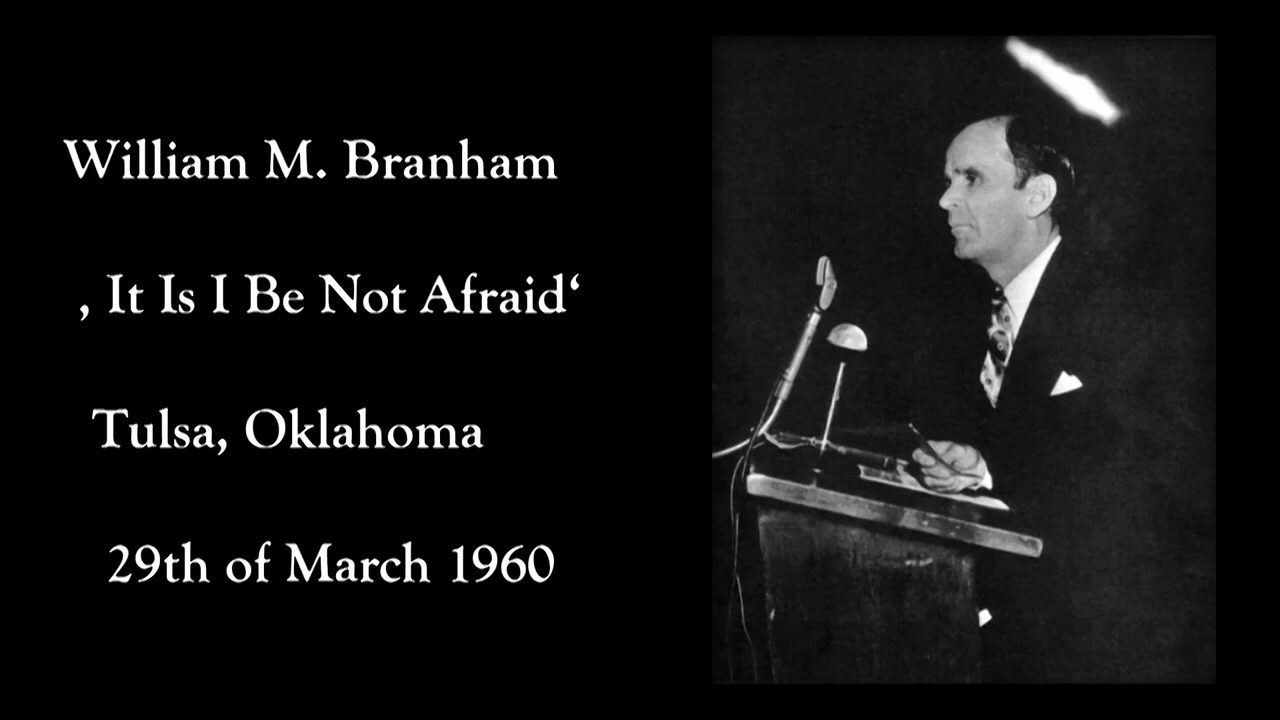 William M. Branham
‚ It Is I Be Not Afraid‘
Tulsa, Oklahoma
29th of March 1960